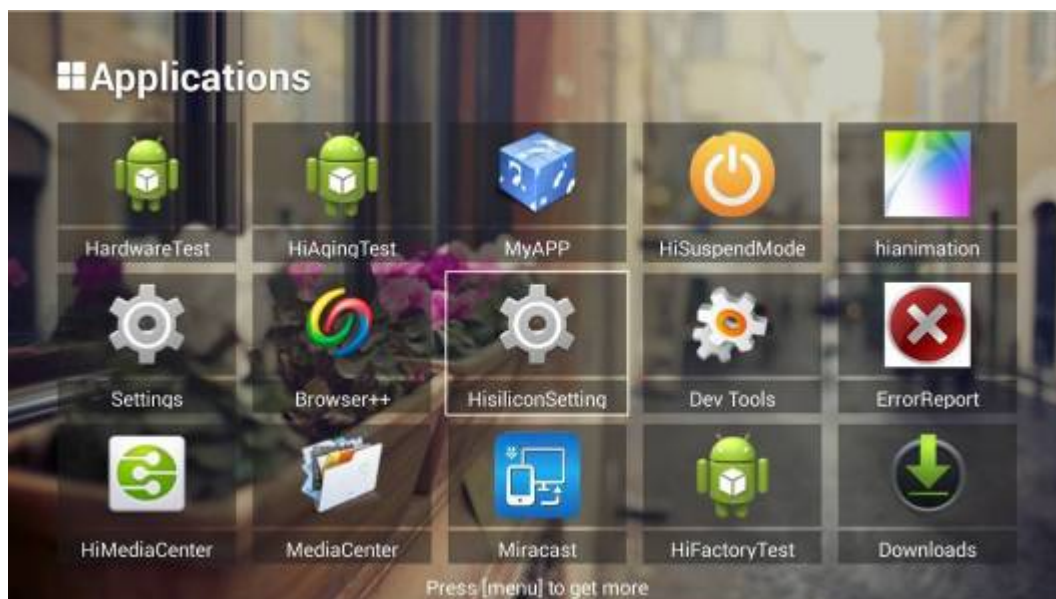 Applications
HardwareTest
HiAgingTest
MyAPP
HiSuspendMode
hianimation
Settings
Browser++
HisiliconSetting
Dev Tools
ErrorReport
HiMediaCenter
MediaCenter
Miracast
HiFactoryTest
Downloads
Press [menu] to get more